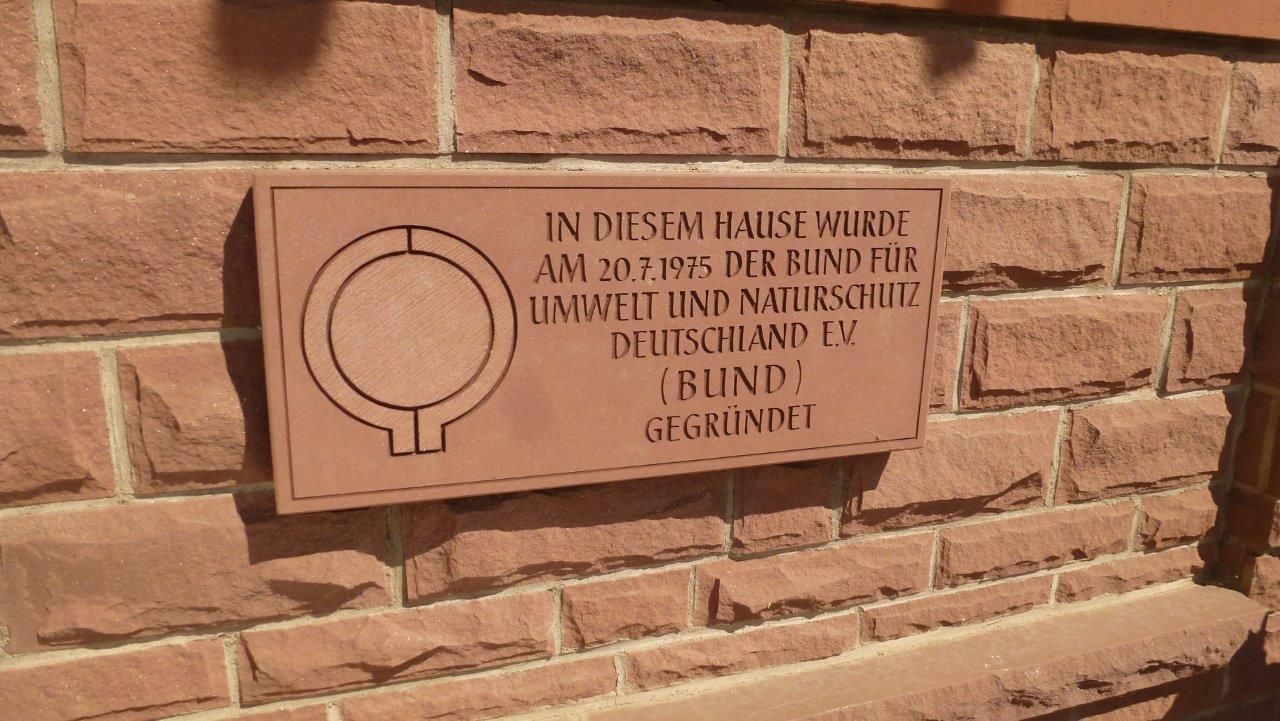 IN DIESEM HAUSE WURDE
AM 20.7.1975 DER BUND FÜR
UMWELT UND NATURSCHUTZ
DEUTSCHLAND E.V.
(BUND)
GEGRÜNDET